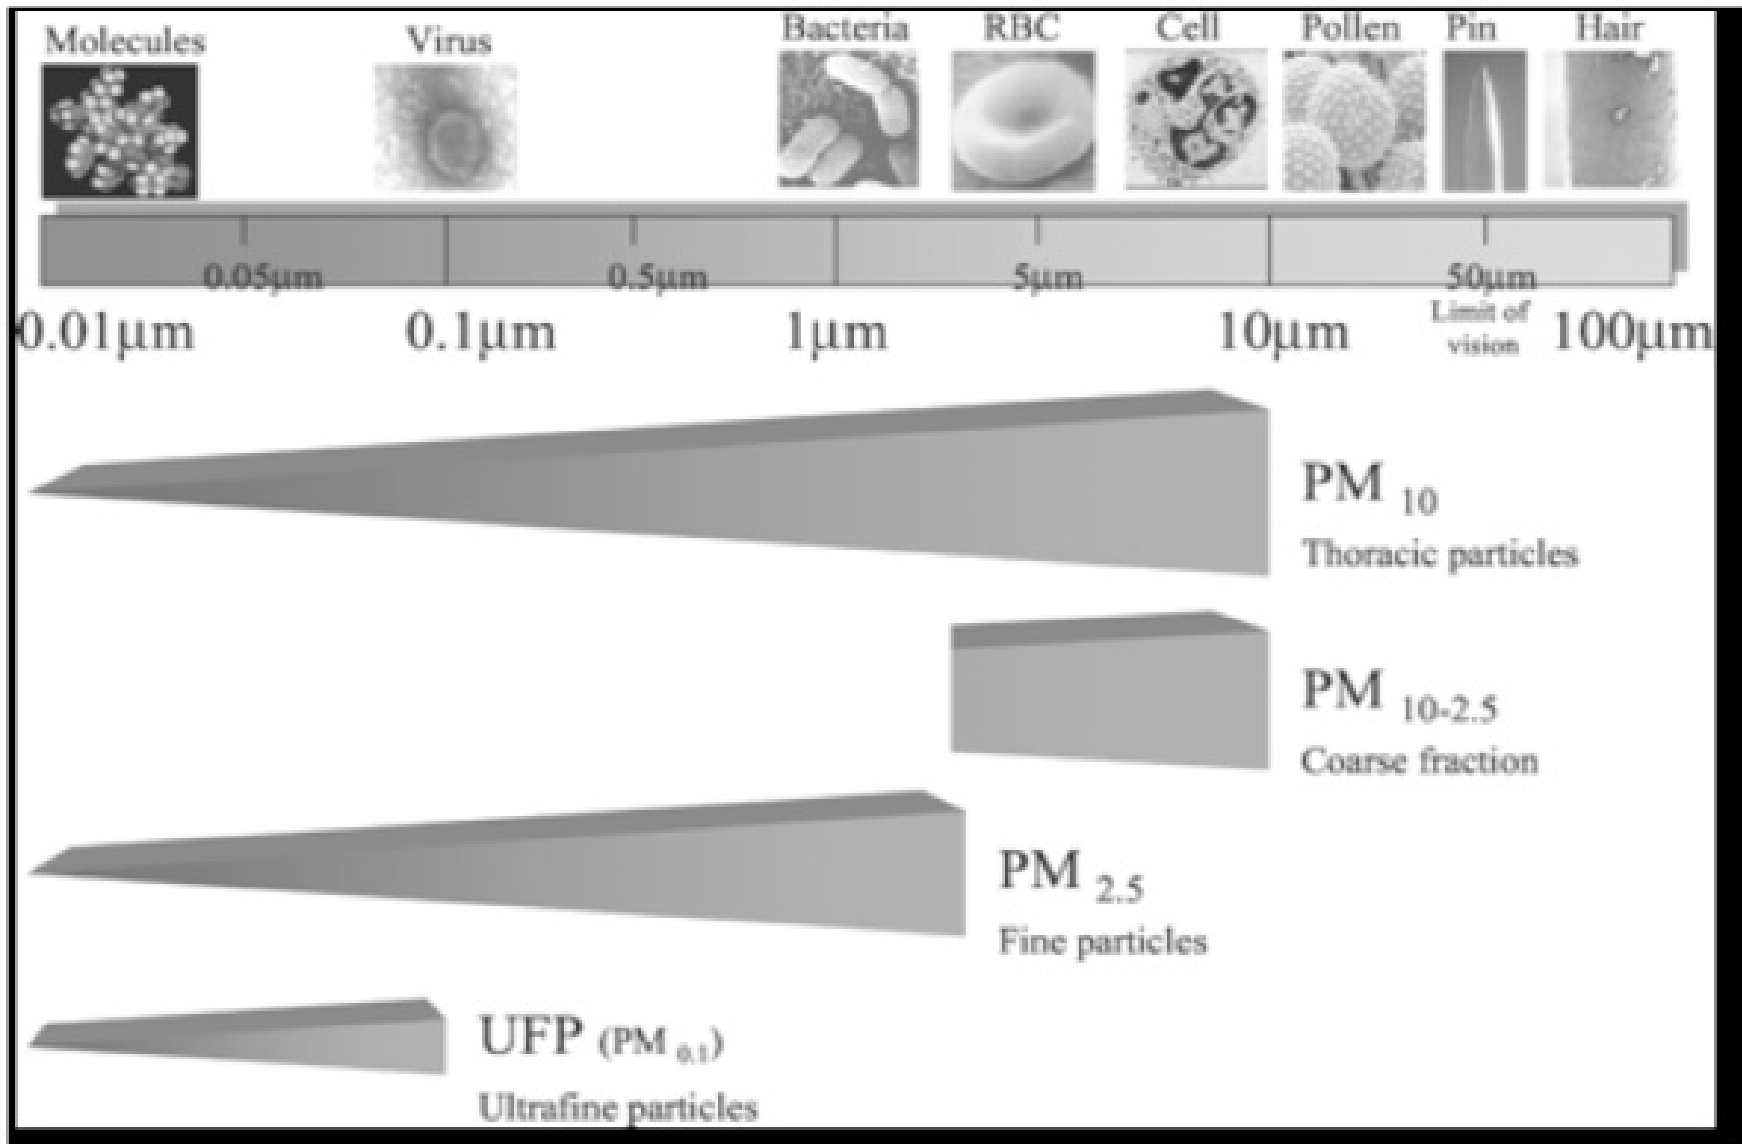 Molecules Virus Bacteria RBC Cell Pollen Pin Hair
0.05μm 0.5μm 5μm 50μm
0.01μm 0.1μm 1μm 10μm Limit of vision 100μm
PM 10
Thoracic particles
PM 10-2.5
Coarse fraction
PM 2.5
Fine particles
UFP (PM 0.1)
Ultrafine particles